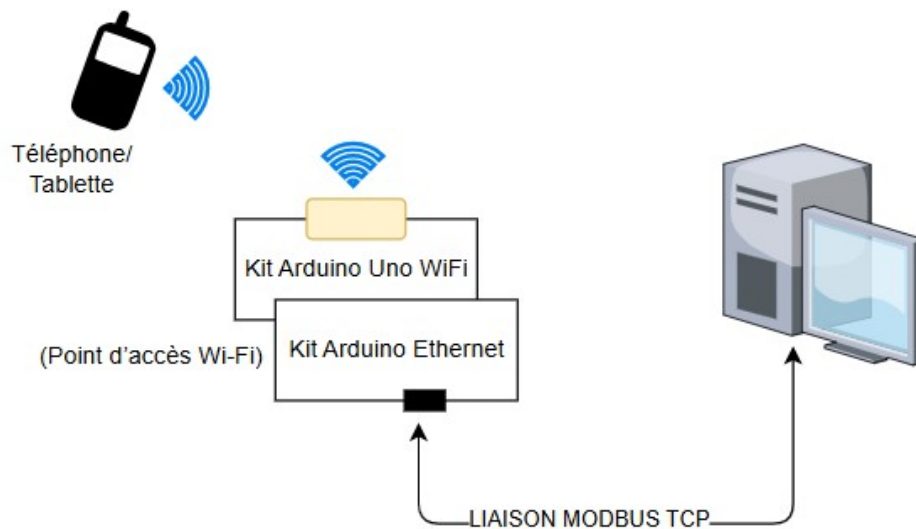 Téléphone/
Tablette
Kit Arduino Uno WiFi
(Point d'accès Wi-Fi)
Kit Arduino Ethernet
LIAISON MODBUS TCP